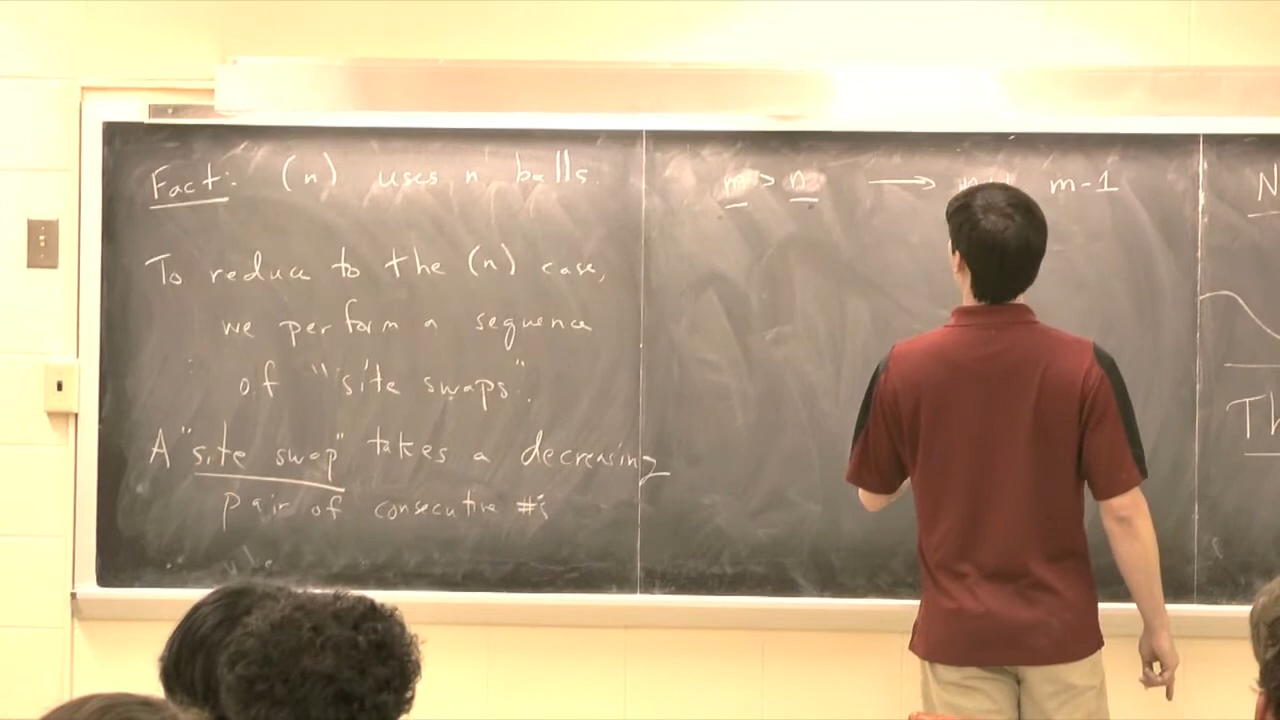 Fact: (n) uses n balls.
To reduce to the (n) case,
we perform a sequence
of "site swaps".
A "site swap" takes a decreasing
pair of consecutive #'s
m > n → m-1
N
Th